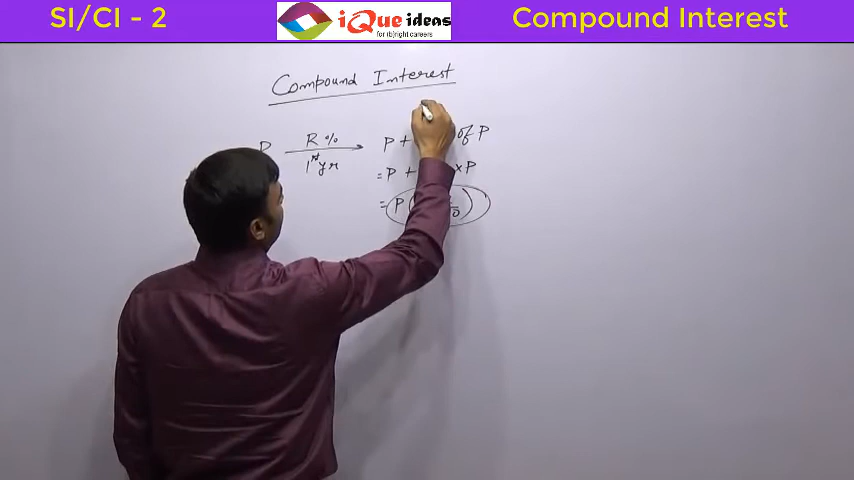 SI/CI - 2
iQue ideas
for (b)right careers
Compound Interest
Compound Interest
P R% P + of P
1st yr = P + x P
= P (